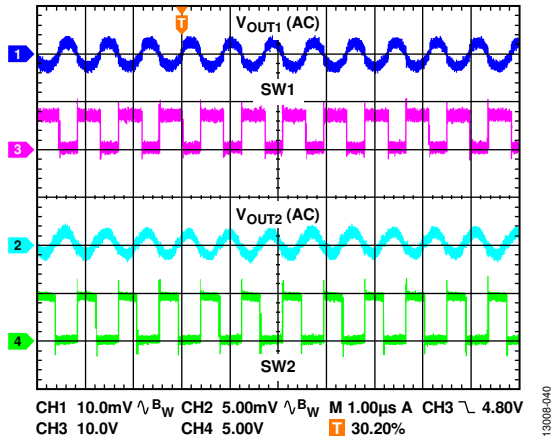 T
VOUT1 (AC)
1
SW1
3
VOUT2 (AC)
2
4
SW2
CH1 10.0mV ∿ BW CH2 5.00mV ∿ BW M 1.00µs A CH3 ㄟ 4.80V
CH3 10.0V CH4 5.00V T 30.20%
13008-040